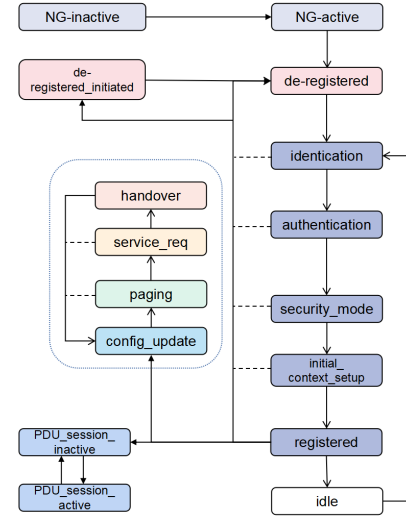 NG-inactive
NG-active
de-
registered_initiated
de-registered
identication
authentication
handover
service_req
paging
config_update
security_mode
initial_
context_setup
PDU_session_
inactive
registered
PDU_session_
active
idle